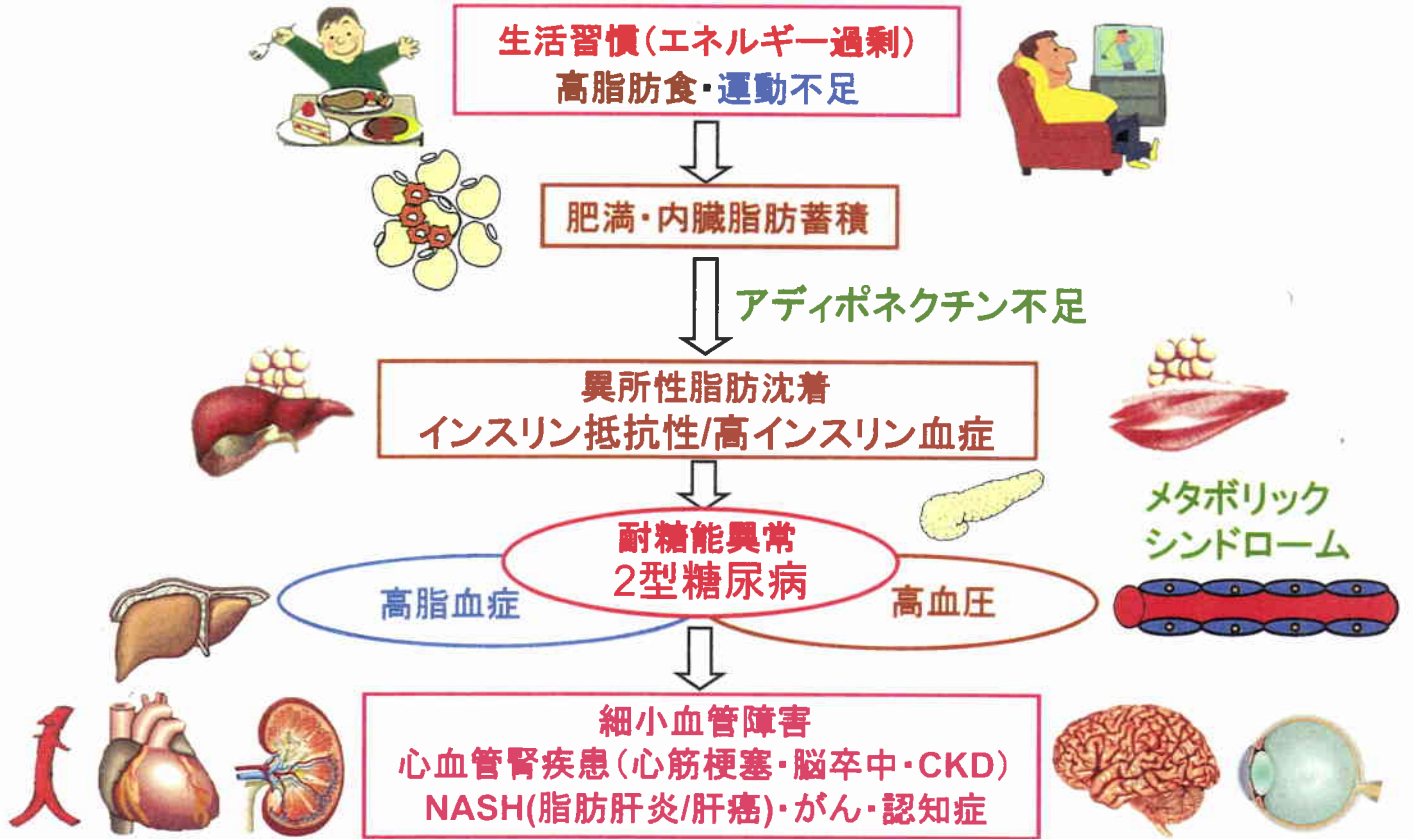 生活習慣(エネルギー過剰)
高脂肪食・運動不足
肥満・内臓脂肪蓄積
アディポネクチン不足
異所性脂肪沈着
インスリン抵抗性/高インスリン血症
メタボリック
シンドローム
耐糖能異常
2型糖尿病
高脂血症
高血圧
細小血管障害
心血管腎疾患(心筋梗塞・脳卒中・CKD)
NASH(脂肪肝炎/肝癌)・がん・認知症